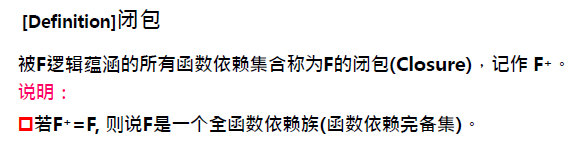 [Definition]闭包
被F逻辑蕴涵的所有函数依赖集合称为F的闭包(Closure)，记作 F⁺。
说明：
若F⁺=F, 则说F是一个全函数依赖族(函数依赖完备集)。